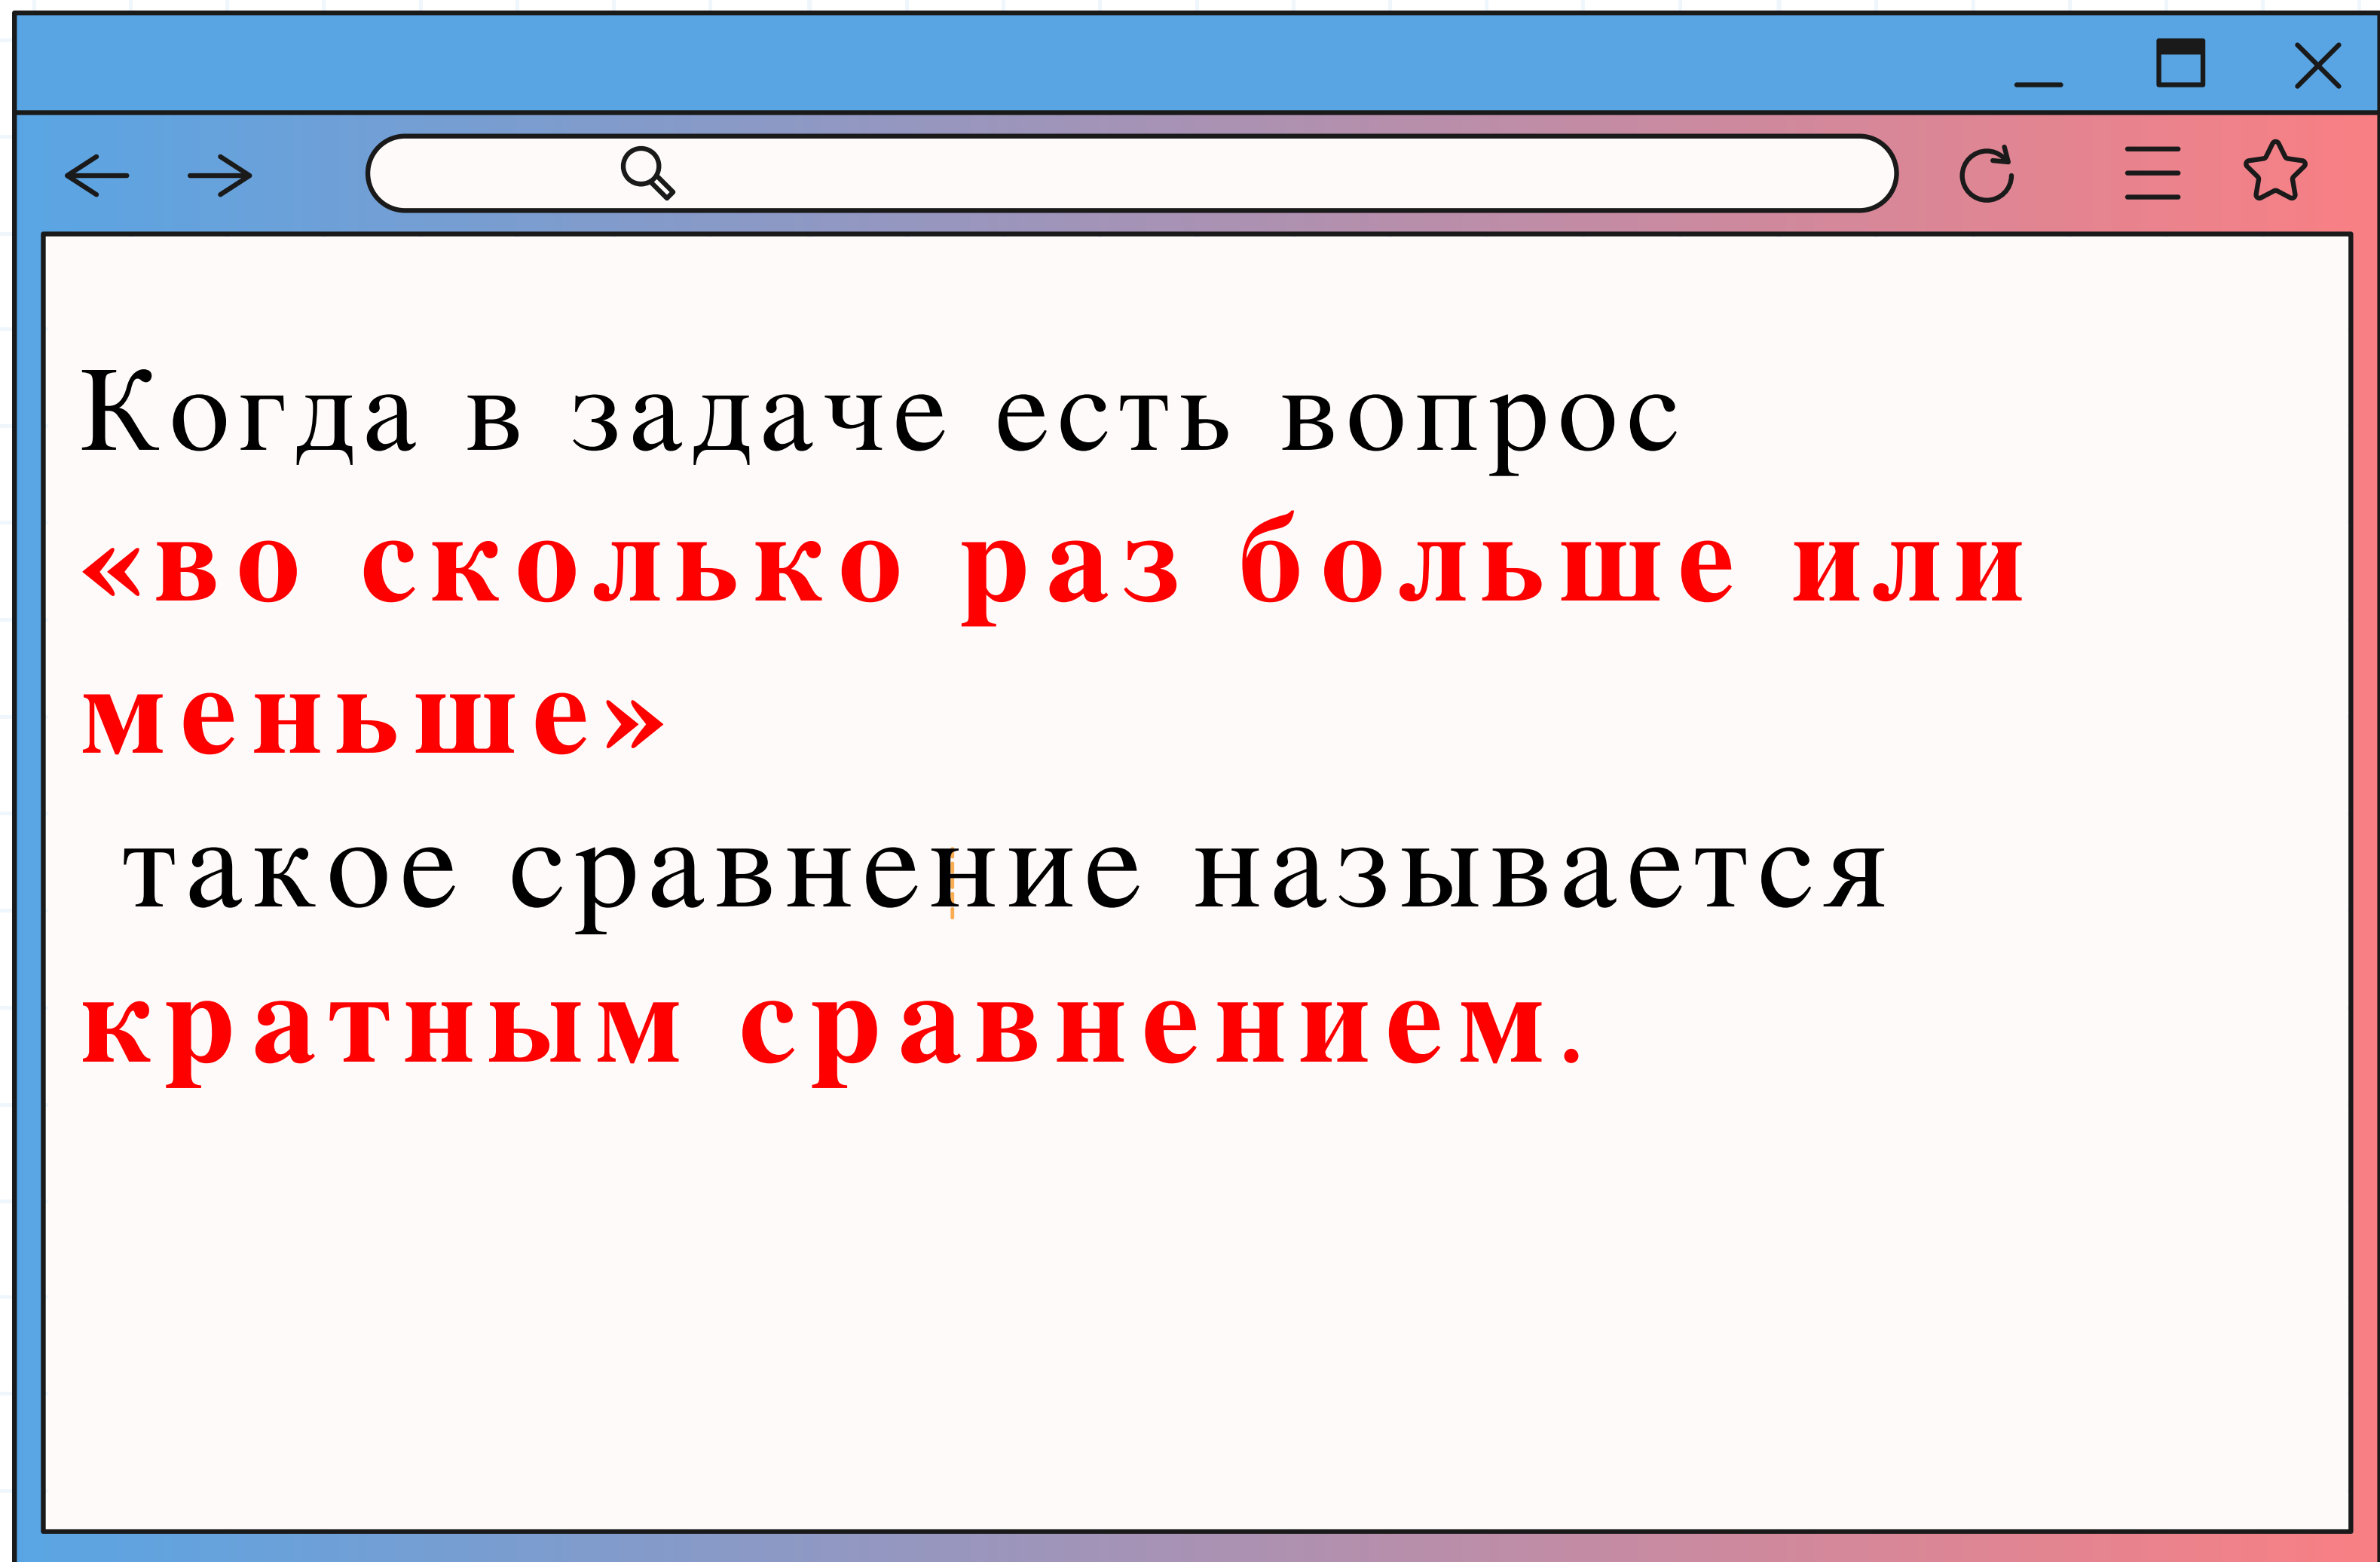 Когда в задаче есть вопрос
«во сколько раз больше или
меньше»
такое сравнение называется
кратным сравнением.